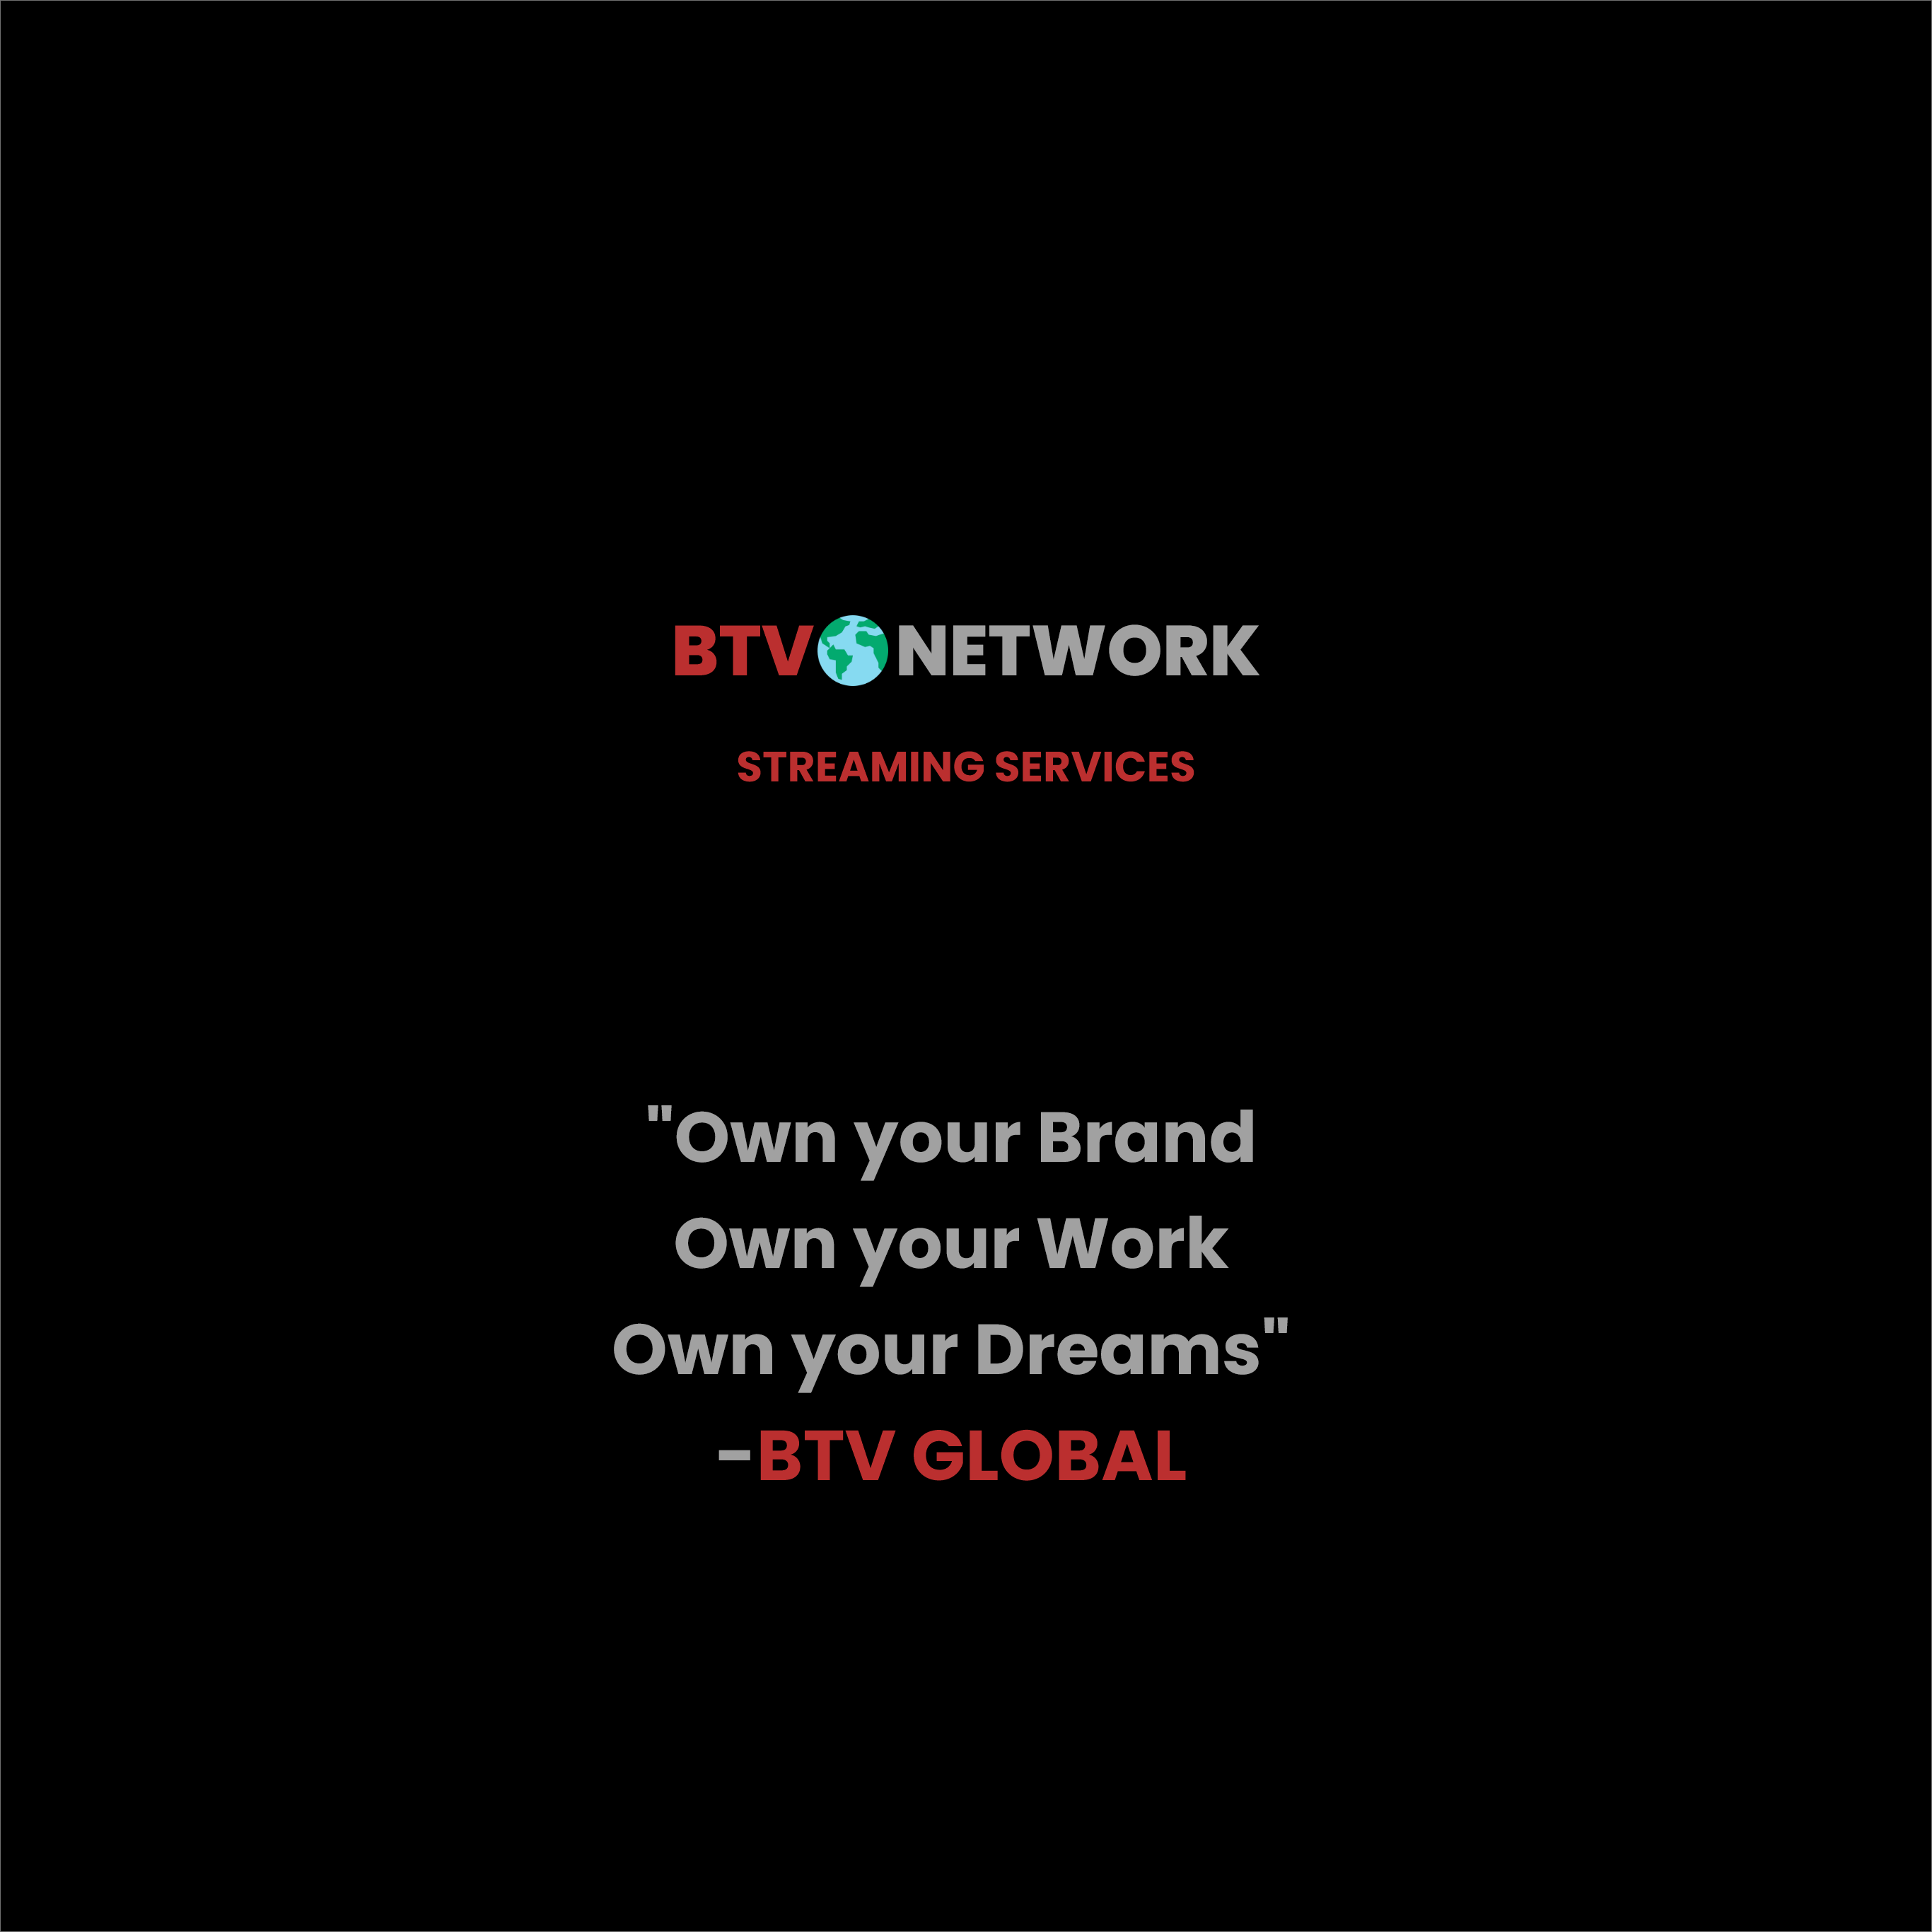 BTV NETWORK
STREAMING SERVICES
"Own your Brand
Own your Work
Own your Dreams"
-BTV GLOBAL